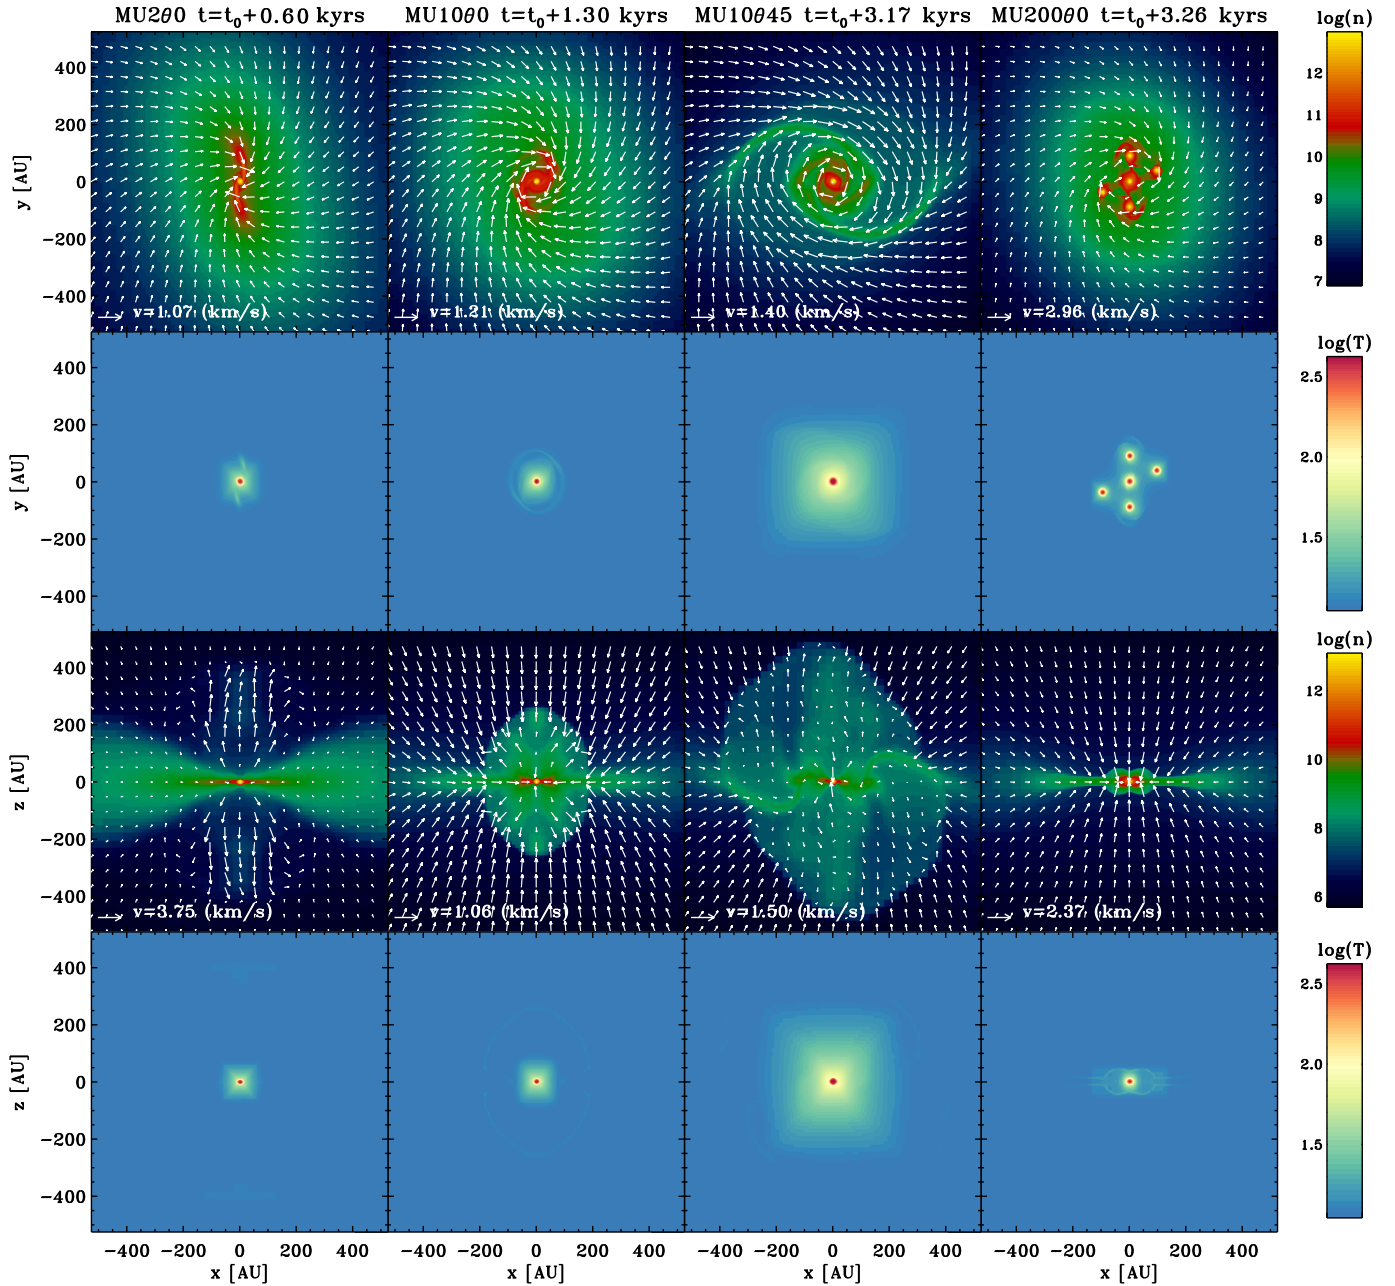 MU2θ0 t=t₀+0.60 kyrs MU10θ0 t=t₀+1.30 kyrs MU10θ45 t=t₀+3.17 kyrs MU200θ0 t=t₀+3.26 kyrs
log(n)
400
200
0
−200
−400
y [AU]
v=1.07 (km/s)
v=1.21 (km/s)
v=1.40 (km/s)
v=2.96 (km/s)
12
11
10
9
8
7
log(T)
400
200
0
−200
−400
y [AU]
2.5
2.0
1.5
log(n)
400
200
0
−200
−400
z [AU]
v=3.75 (km/s)
v=1.06 (km/s)
v=1.50 (km/s)
v=2.37 (km/s)
12
10
8
6
log(T)
400
200
0
−200
−400
z [AU]
2.5
2.0
1.5
−400 −200 0 200 400 −400 −200 0 200 400 −400 −200 0 200 400 −400 −200 0 200 400
x [AU] x [AU] x [AU] x [AU]